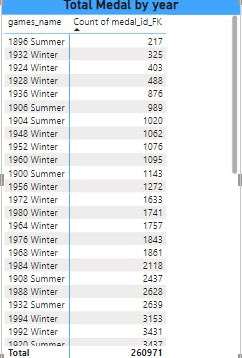 Total Medal by year
games_name Count of medal_id_FK
1896 Summer 217
1932 Winter 325
1924 Winter 403
1928 Winter 488
1936 Winter 876
1906 Summer 989
1904 Summer 1020
1948 Winter 1062
1952 Winter 1076
1960 Winter 1095
1900 Summer 1143
1956 Winter 1272
1972 Winter 1633
1980 Winter 1741
1964 Winter 1757
1976 Winter 1843
1968 Winter 1861
1984 Winter 2118
1908 Summer 2437
1988 Winter 2628
1932 Summer 2639
1994 Winter 3153
1992 Winter 3431
1920 Summer 3437
Total 260971